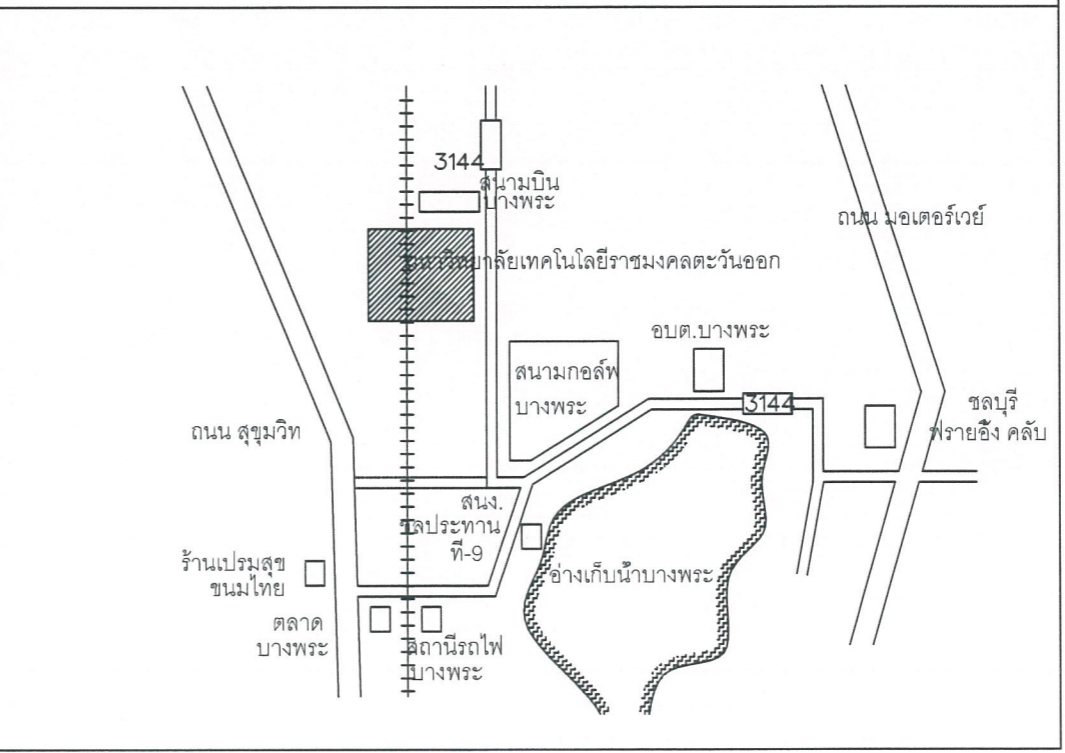 3144
สนามบิน
บางพระ
มหาวิทยาลัยเทคโนโลยีราชมงคลตะวันออก
ถนน มอเตอร์เวย์
อบต.บางพระ
สนามกอล์ฟ
บางพระ
3144
ชลบุรี
ฟรายอิ้ง คลับ
ถนน สุขุมวิท
สนง.
ชลประทาน
ที่-9
อ่างเก็บน้ำบางพระ
ร้านเปรมสุข
ขนมไทย
ตลาด
บางพระ
สถานีรถไฟ
บางพระ